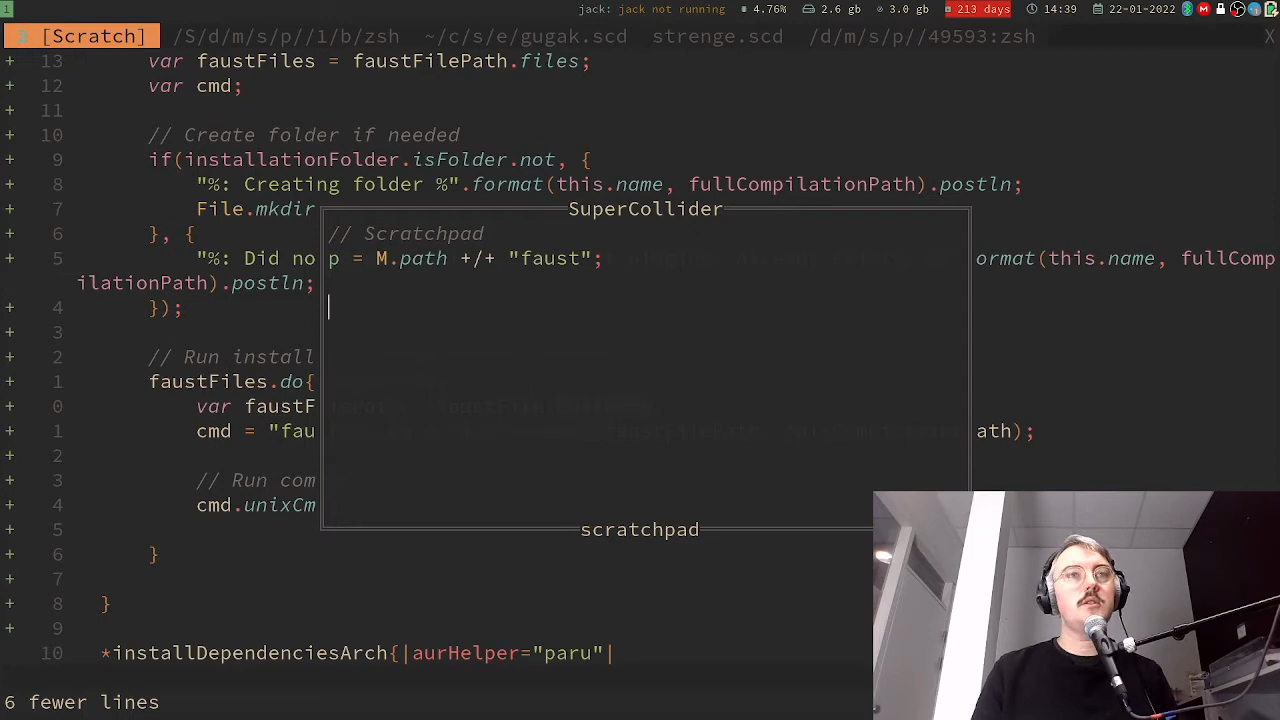 1 jack: jack not running 4.76% 2.6 gb 3.0 gb 213 days 14:39 22-01-2022
3 [Scratch] /S/d/m/s/p//1/b/zsh ~/c/s/e/gugak.scd strenge.scd /d/m/s/p//49593:zsh X
+ 13 var faustFiles = faustFilePath.files;
+ 12 var cmd;
+ 11
+ 10 // Create folder if needed
+ 9 if(installationFolder.isFolder.not, {
+ 8 "%: Creating folder %".format(this.name, fullCompilationPath).postln;
+ 7 File.mkdir
SuperCollider
+ 6 }, {
// Scratchpad
+ 5 "%: Did no
p = M.path +/+ "faust";
ormat(this.name, fullComp
ilationPath).postln;
+ 4 });
+ 3
+ 2 // Run install
+ 1 faustFiles.do{
+ 0 var faustF
+ 1 cmd = "fau
ath);
+ 2
+ 3 // Run com
+ 4 cmd.unixCm
+ 5
scratchpad
+ 6 }
+ 7
+ 8 }
+ 9
10 *installDependenciesArch{|aurHelper="paru"|
6 fewer lines